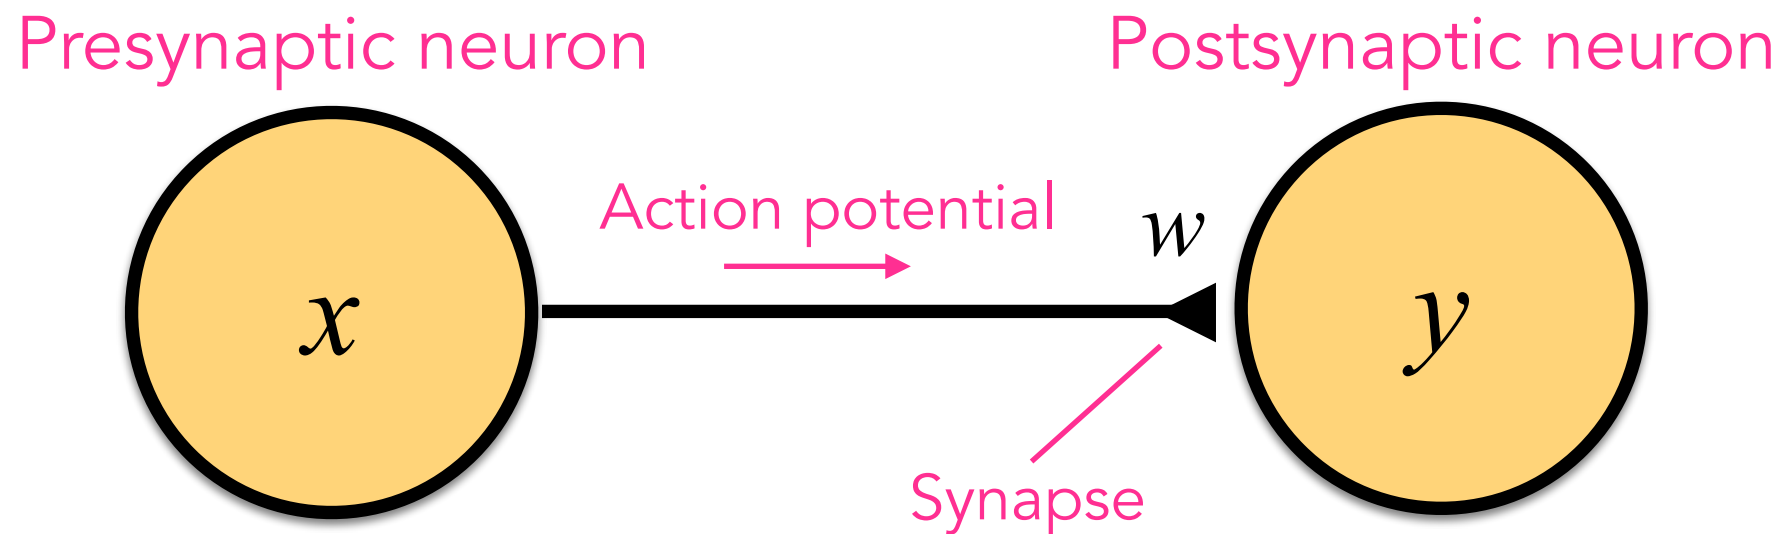 Presynaptic neuron
Postsynaptic neuron
Action potential
w
x
y
Synapse